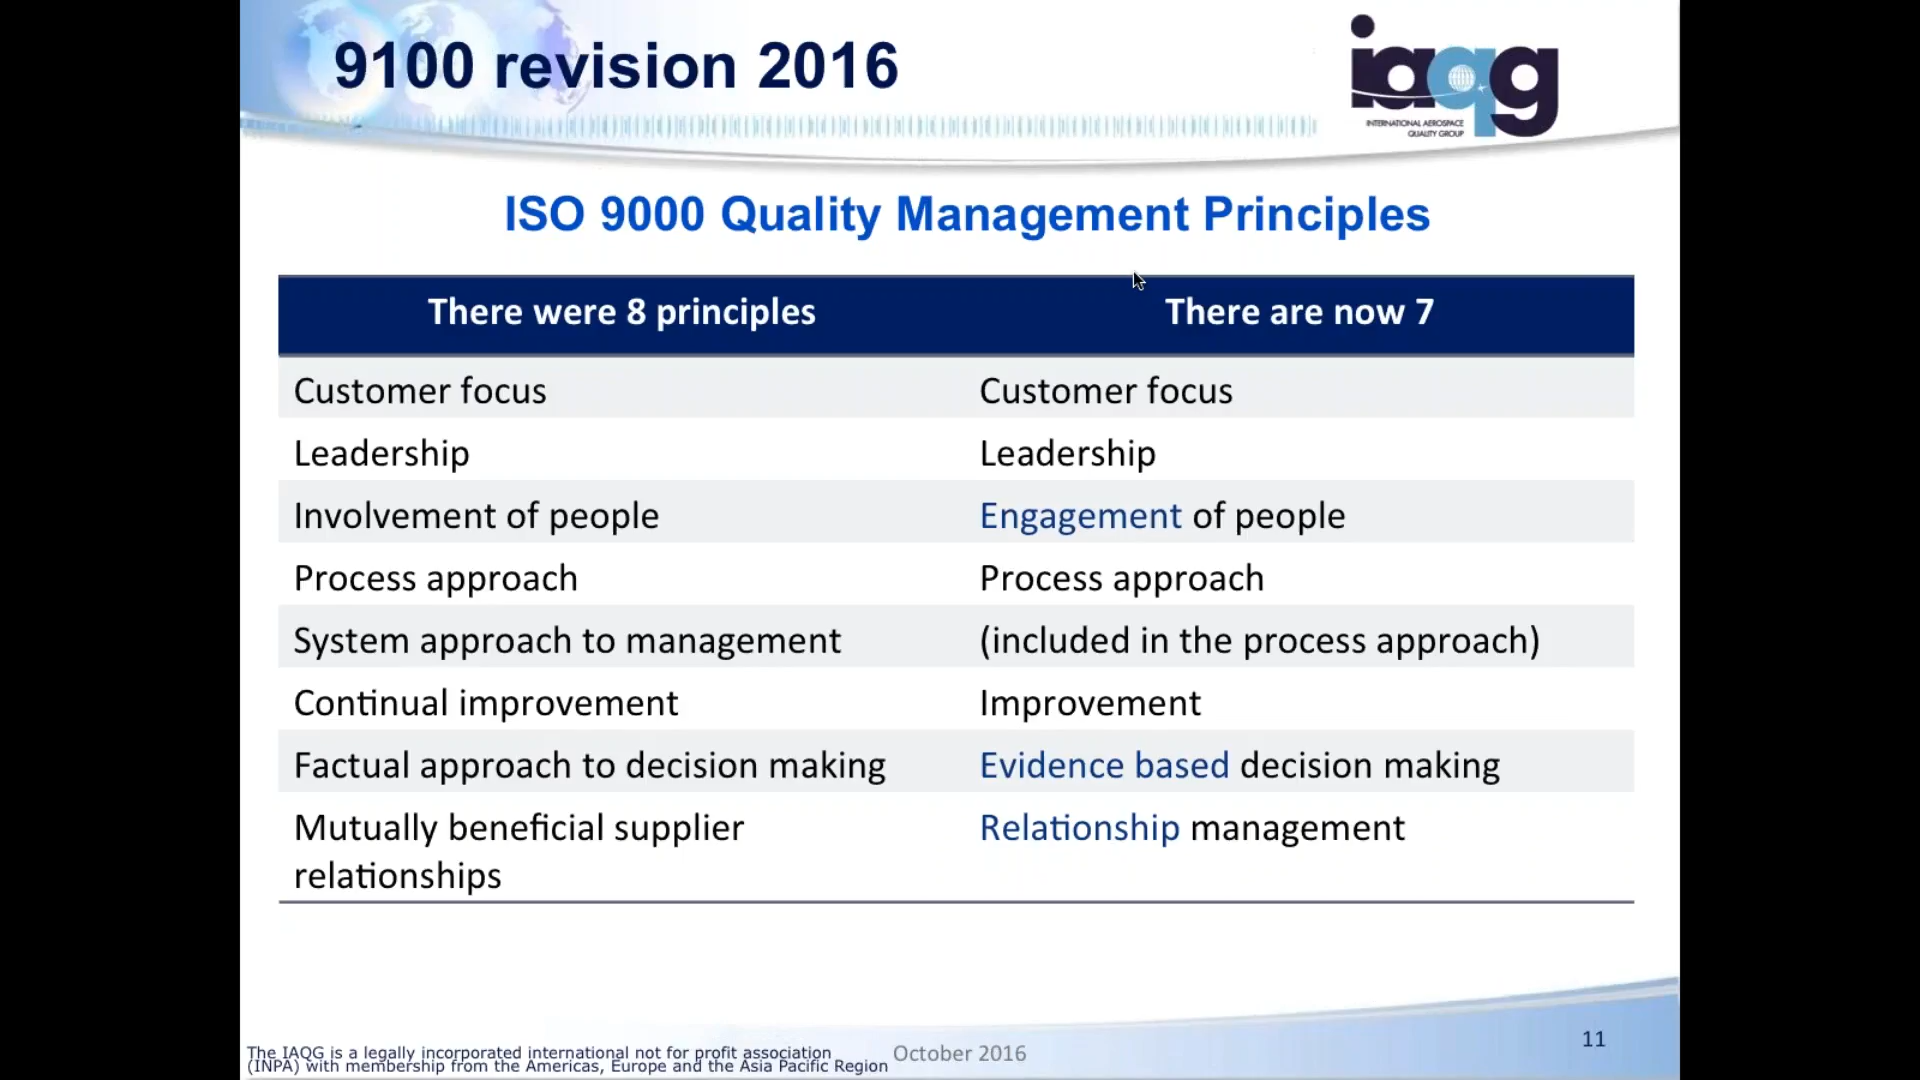 9100 revision 2016
iaqg
INTERNATIONAL AEROSPACE
QUALITY GROUP
ISO 9000 Quality Management Principles
There were 8 principles
There are now 7
Customer focus
Customer focus
Leadership
Leadership
Involvement of people
Engagement of people
Process approach
Process approach
System approach to management
(included in the process approach)
Continual improvement
Improvement
Factual approach to decision making
Evidence based decision making
Mutually beneficial supplier
relationships
Relationship management
The IAQG is a legally incorporated international not for profit association
(INPA) with membership from the Americas, Europe and the Asia Pacific Region
October 2016
11